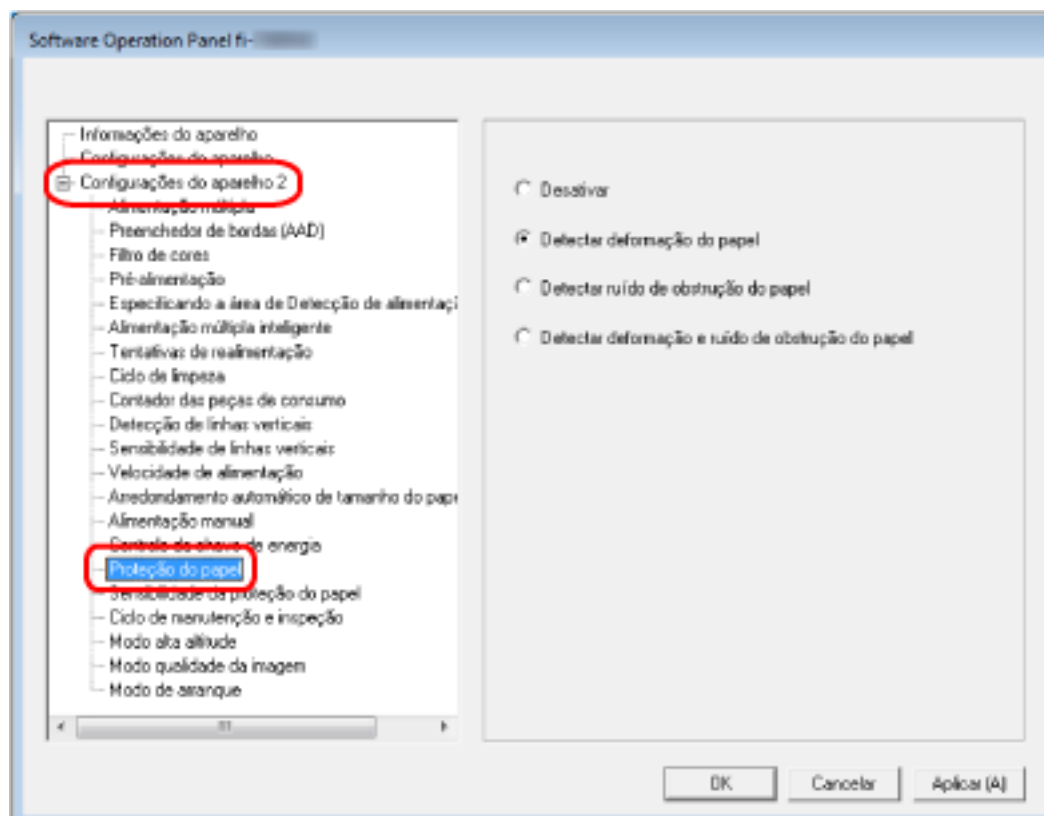 Software Operation Panel fi-
Informações do aparelho
Configurações do aparelho
Configurações do aparelho 2
Alimentação múltipla
Preenchedor de bordas (AAD)
Filtro de cores
Pré-alimentação
Especificando a área de Detecção de alimentaç
Alimentação múltipla inteligente
Tentativas de realimentação
Ciclo de limpeza
Contador das peças de consumo
Detecção de linhas verticais
Sensibilidade de linhas verticais
Velocidade de alimentação
Arredondamento automático de tamanho do pape
Alimentação manual
Controle da chave de energia
Proteção do papel
Sensibilidade da proteção do papel
Ciclo de manutenção e inspeção
Modo alta altitude
Modo qualidade da imagem
Modo de arranque
Desativar
Detectar deformação do papel
Detectar ruído de obstrução do papel
Detectar deformação e ruído de obstrução do papel
OK Cancelar Aplicar (A)